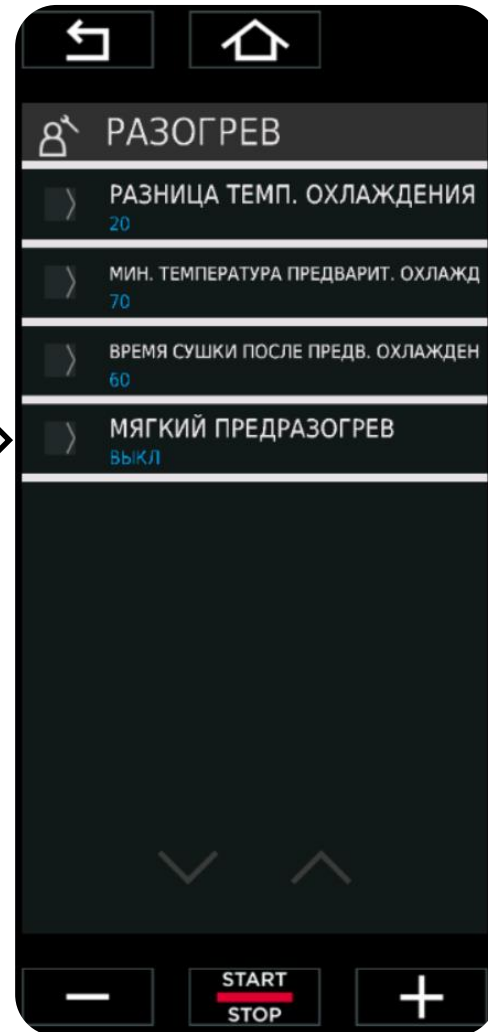 РАЗОГРЕВ
РАЗНИЦА ТЕМП. ОХЛАЖДЕНИЯ
20
МИН. ТЕМПЕРАТУРА ПРЕДВАРИТ. ОХЛАЖД
70
ВРЕМЯ СУШКИ ПОСЛЕ ПРЕДВ. ОХЛАЖДЕН
60
МЯГКИЙ ПРЕДРАЗОГРЕВ
ВЫКЛ
START
STOP